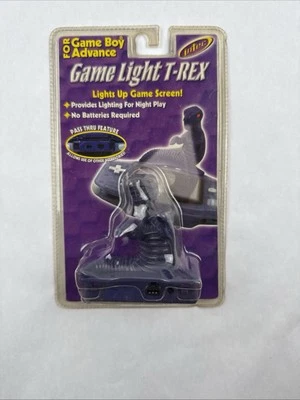 FOR Game Boy
Advance
intec
Game Light T-REX
Lights Up Game Screen!
Provides Lighting For Night Play
No Batteries Required
PASS THRU FEATURE